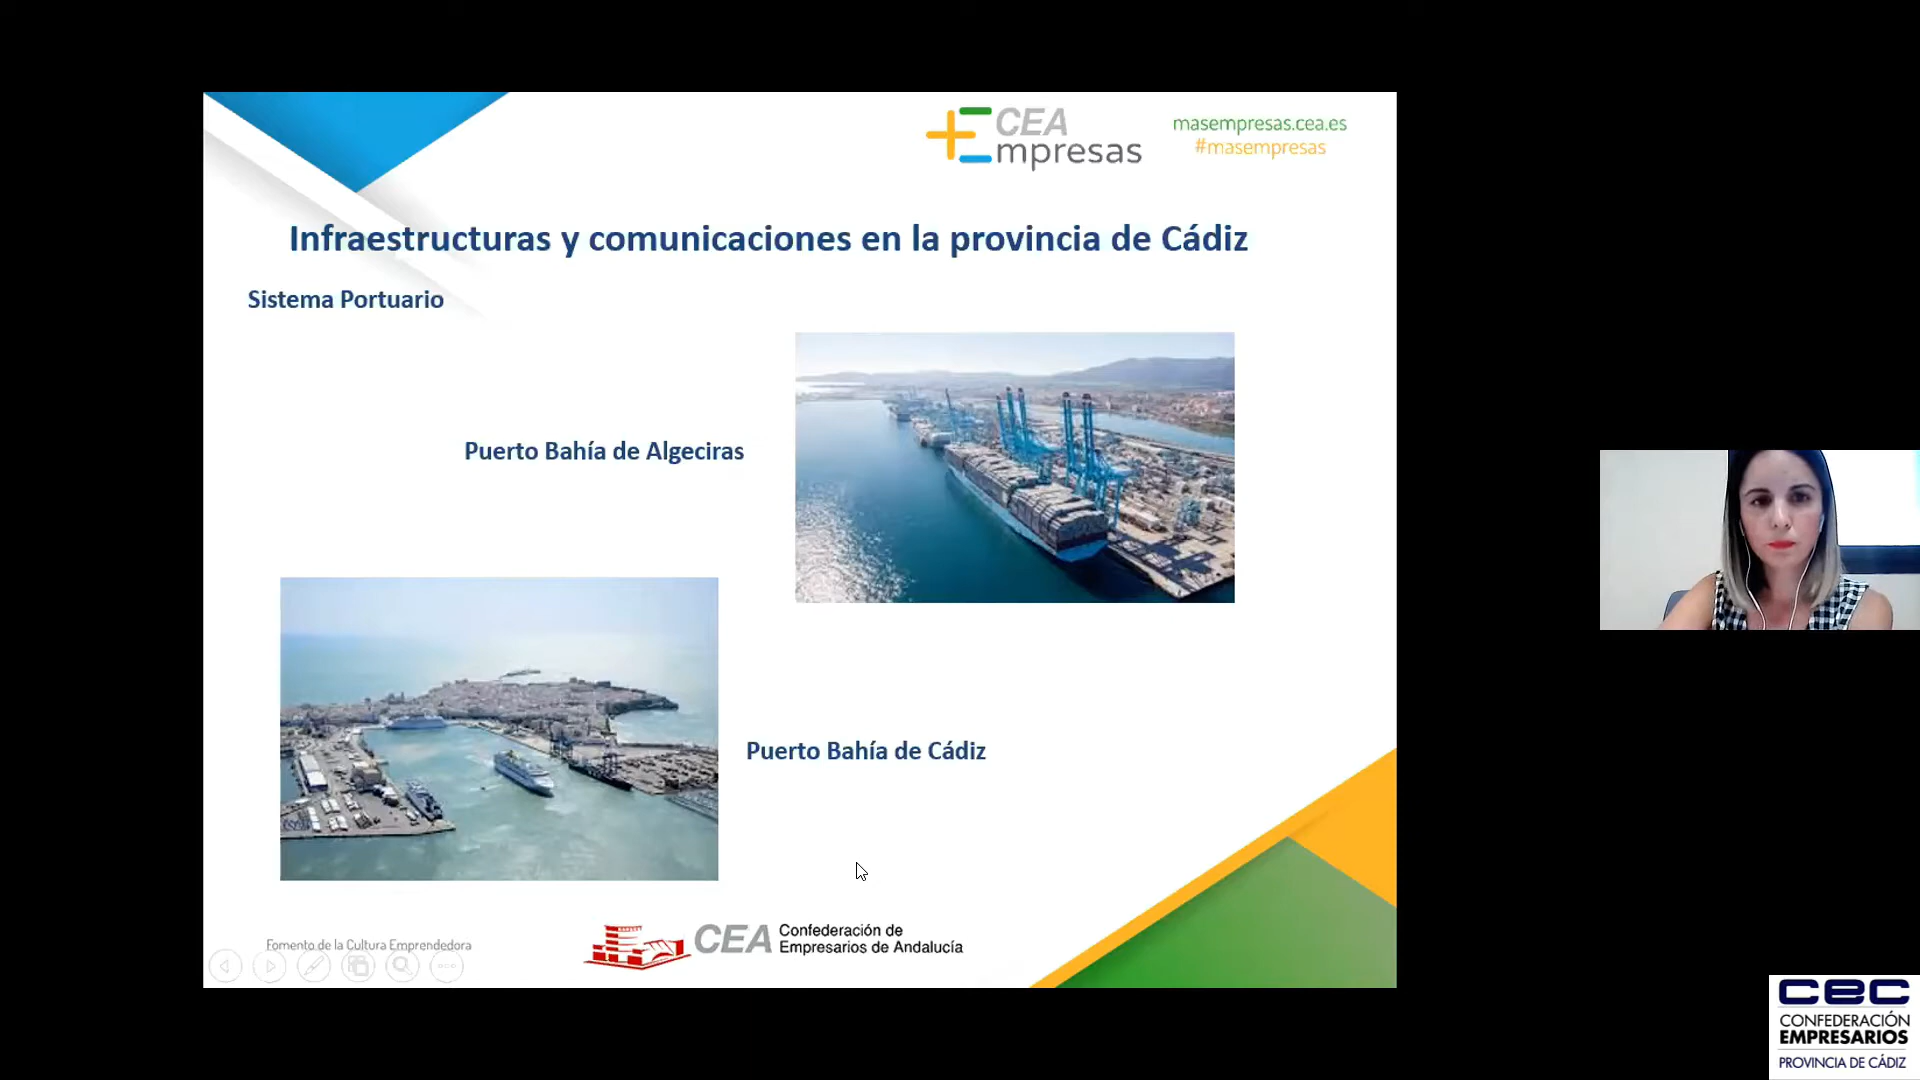 CEA
Empresas
masempresas.cea.es
#masempresas
Infraestructuras y comunicaciones en la provincia de Cádiz
Sistema Portuario
Puerto Bahía de Algeciras
Puerto Bahía de Cádiz
Fomento de la Cultura Emprendedora
CEA Confederación de
Empresarios de Andalucía
cec
CONFEDERACIÓN
EMPRESARIOS
PROVINCIA DE CÁDIZ